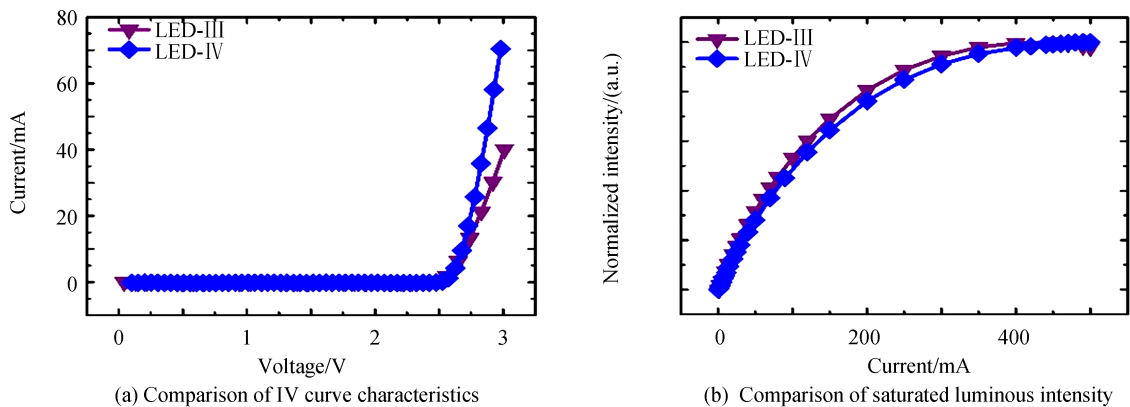 80
60
40
20
0
Current/mA
LED-III
LED-IV
0
1
2
3
Voltage/V
(a) Comparison of IV curve characteristics
Normalized intensity/(a.u.)
LED-III
LED-IV
0
200
400
Current/mA
(b) Comparison of saturated luminous intensity